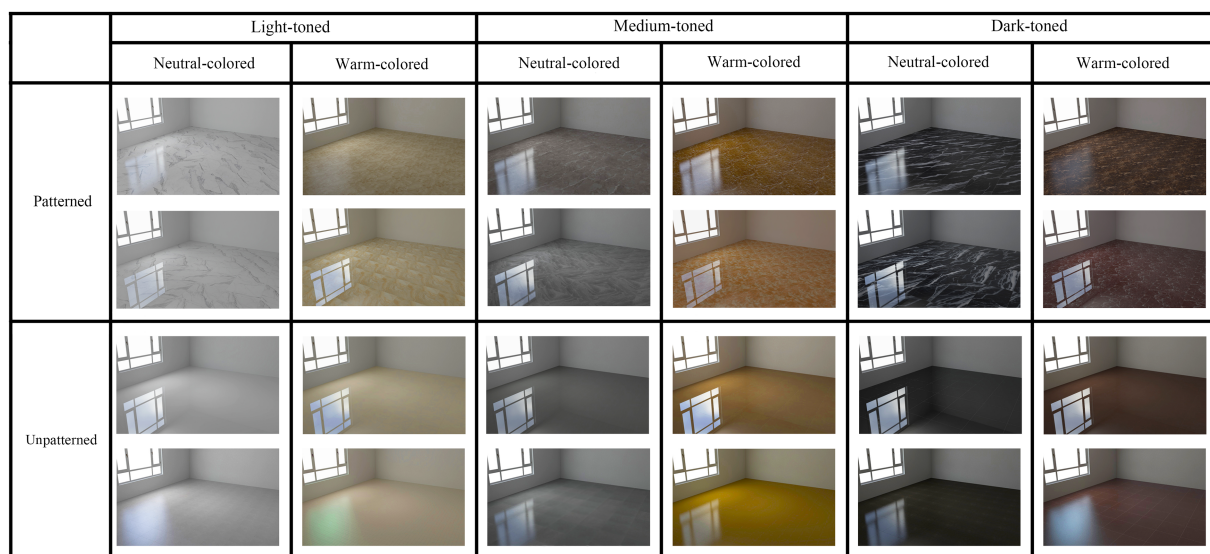 Light-toned Medium-toned Dark-toned
Neutral-colored Warm-colored Neutral-colored Warm-colored Neutral-colored Warm-colored
Patterned
Unpatterned